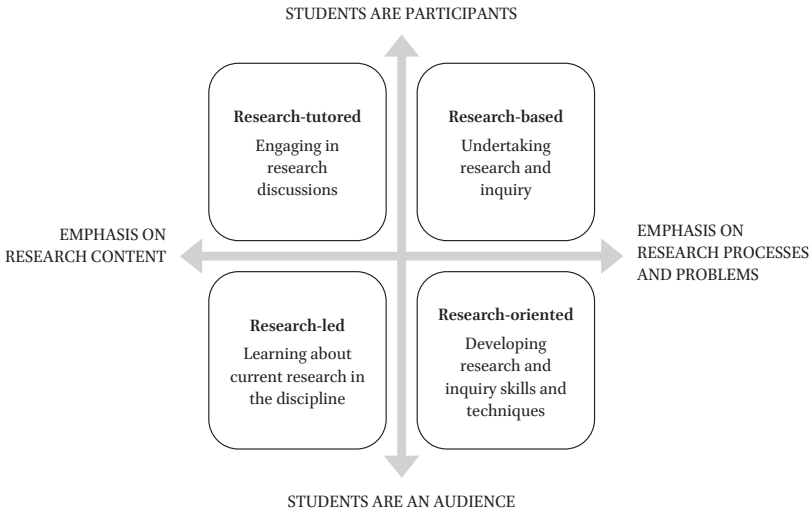 STUDENTS ARE PARTICIPANTS
Research-tutored
Engaging in
research
discussions
Research-based
Undertaking
research and
inquiry
EMPHASIS ON
RESEARCH CONTENT
EMPHASIS ON
RESEARCH PROCESSES
AND PROBLEMS
Research-led
Learning about
current research in
the discipline
Research-oriented
Developing
research and
inquiry skills and
techniques
STUDENTS ARE AN AUDIENCE